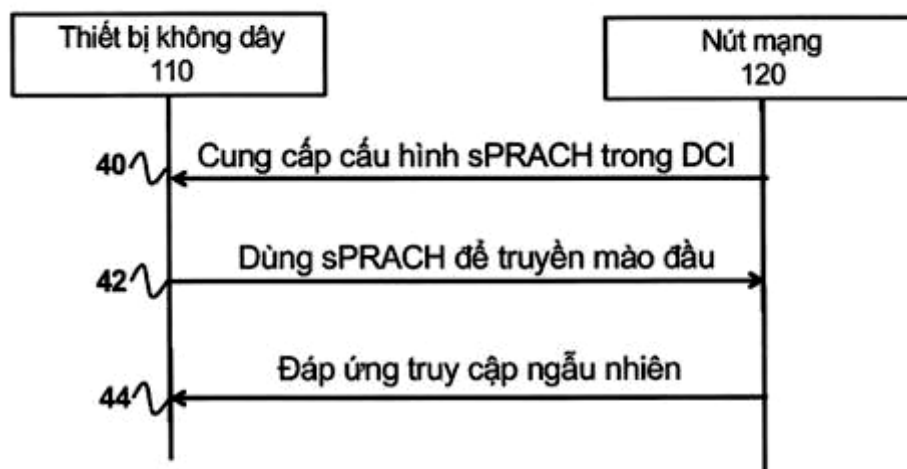 Thiết bị không dây
110
Nút mạng
120
40
Cung cấp cấu hình sPRACH trong DCI
42
Dùng sPRACH để truyền mào đầu
44
Đáp ứng truy cập ngẫu nhiên